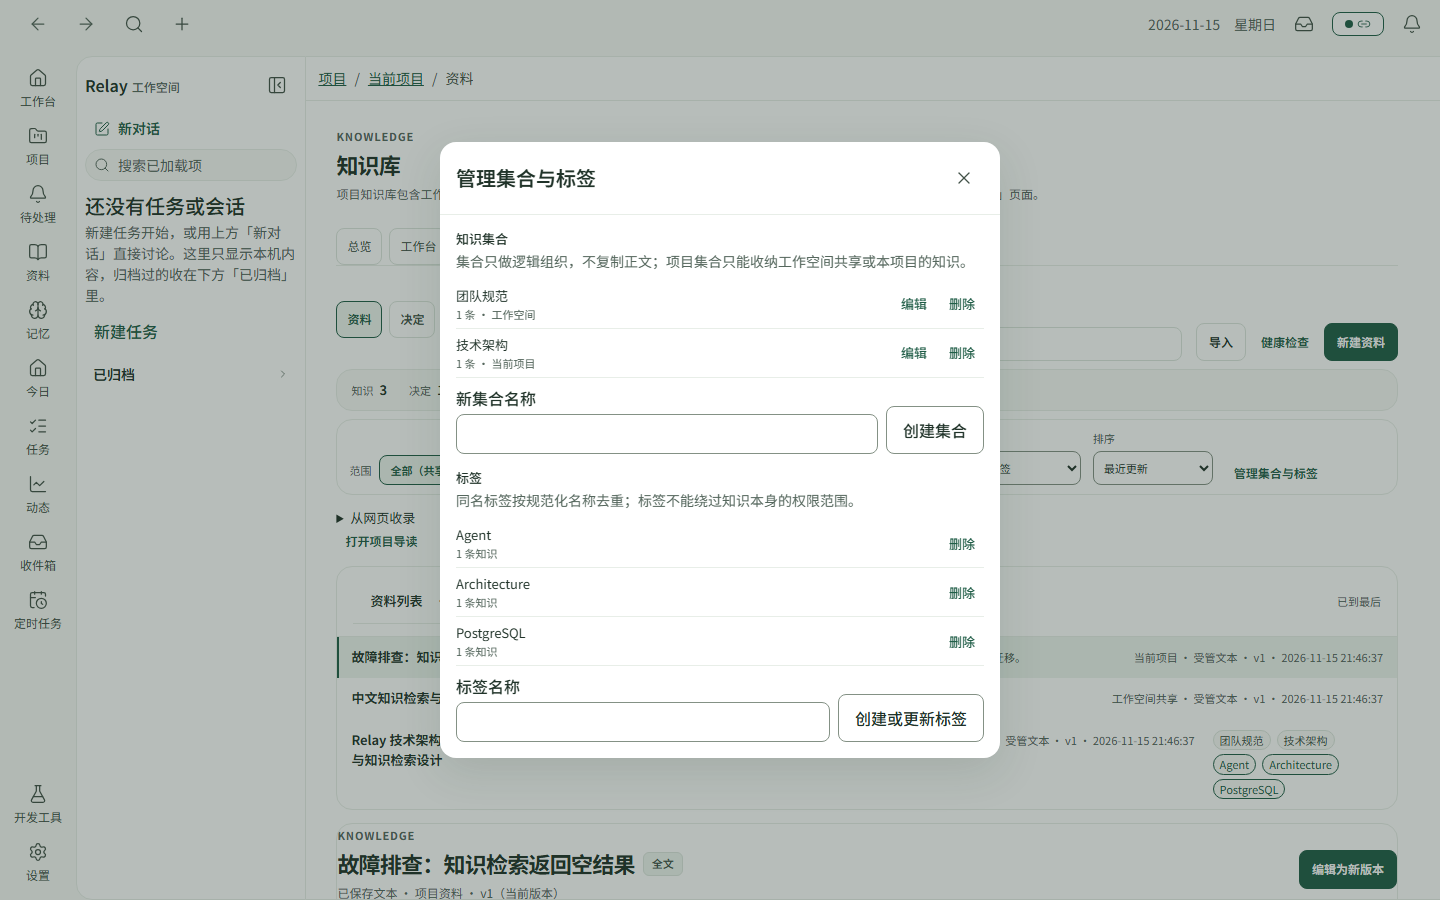 2026-11-15 星期日
工作台
项目
待处理
资料
记忆
今日
任务
动态
收件箱
定时任务
开发工具
设置
Relay 工作空间
新对话
搜索已加载项
还没有任务或会话
新建任务开始，或用上方「新对
话」直接讨论。这里只显示本机内
容，归档过的收在下方「已归档」
里。
新建任务
已归档
项目 / 当前项目 / 资料
KNOWLEDGE
知识库
项目知识库包含工作
」页面。
总览
工作台
资料
决定
导入
健康检查
新建资料
知识 3 决定
范围
全部（共享
签
排序
最近更新
管理集合与标签
从网页收录
打开项目导读
资料列表
已到最后
故障排查：知识
迁移。
当前项目 · 受管文本 · v1 · 2026-11-15 21:46:37
中文知识检索与
工作空间共享 · 受管文本 · v1 · 2026-11-15 21:46:37
Relay 技术架构
与知识检索设计
受管文本 · v1 · 2026-11-15 21:46:37
团队规范 技术架构
Agent Architecture
PostgreSQL
KNOWLEDGE
故障排查：知识检索返回空结果 全文
已保存文本 · 项目资料 · v1（当前版本）
编辑为新版本
管理集合与标签
知识集合
集合只做逻辑组织，不复制正文；项目集合只能收纳工作空间共享或本项目的知识。
团队规范
1 条 · 工作空间
编辑 删除
技术架构
1 条 · 当前项目
编辑 删除
新集合名称
创建集合
标签
同名标签按规范化名称去重；标签不能绕过知识本身的权限范围。
Agent
1 条知识
删除
Architecture
1 条知识
删除
PostgreSQL
1 条知识
删除
标签名称
创建或更新标签